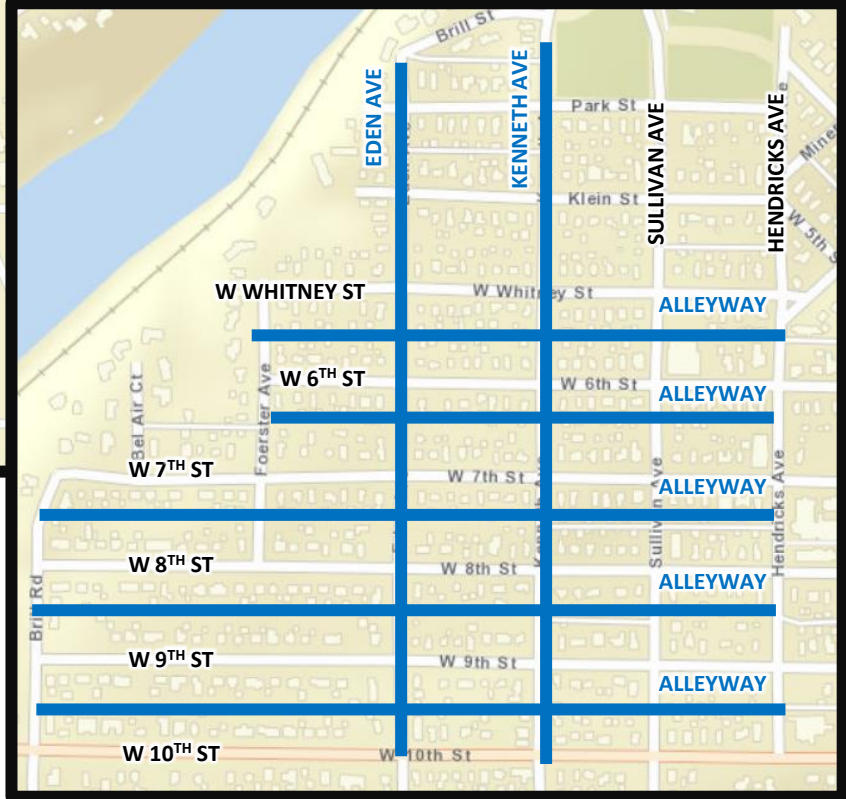 Brill St
EDEN AVE
KENNETH AVE
Park St
SULLIVAN AVE
HENDRICKS AVE
Klein St
W 5th S
W WHITNEY ST
W Whitney St
ALLEYWAY
W 6TH ST
W 6th St
ALLEYWAY
Bel Air Ct
Foerster Ave
W 7TH ST
W 7th St
ALLEYWAY
Sullivan Ave
Hendricks Ave
W 8TH ST
W 8th St
ALLEYWAY
Britt Rd
W 9TH ST
W 9th St
ALLEYWAY
W 10TH ST
W 10th St